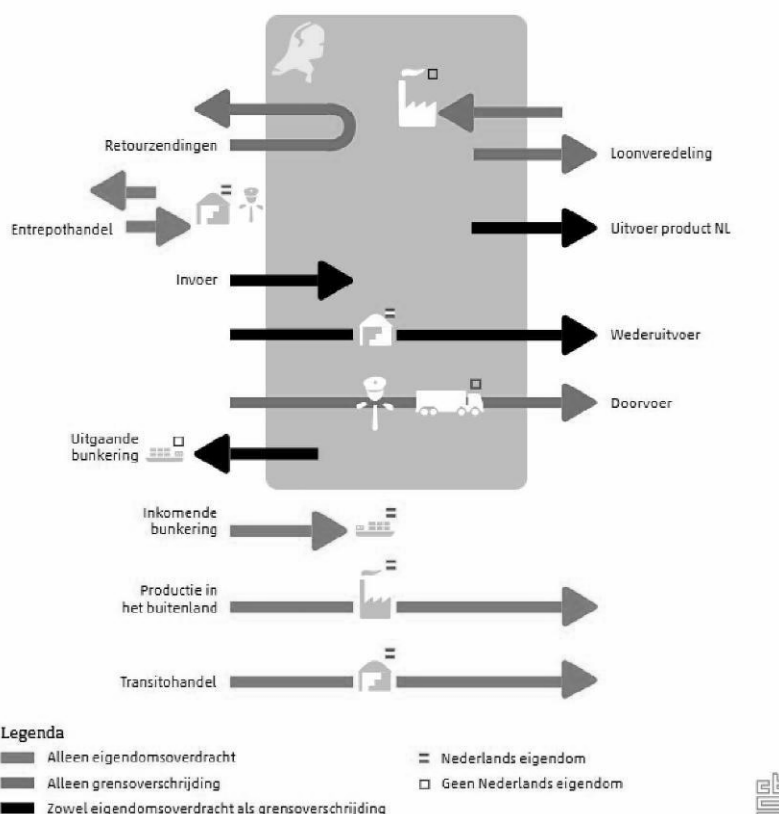 Retourzendingen
Loonveredeling
Entrepothandel
Uitvoer product NL
Invoer
Wederuitvoer
Doorvoer
Uitgaande
bunkering
Inkomende
bunkering
Productie in
het buitenland
Transitohandel
Legenda
Alleen eigendomsoverdracht
Alleen grensoverschrijding
Zowel eigendomsoverdracht als grensoverschrijding
Nederlands eigendom
Geen Nederlands eigendom